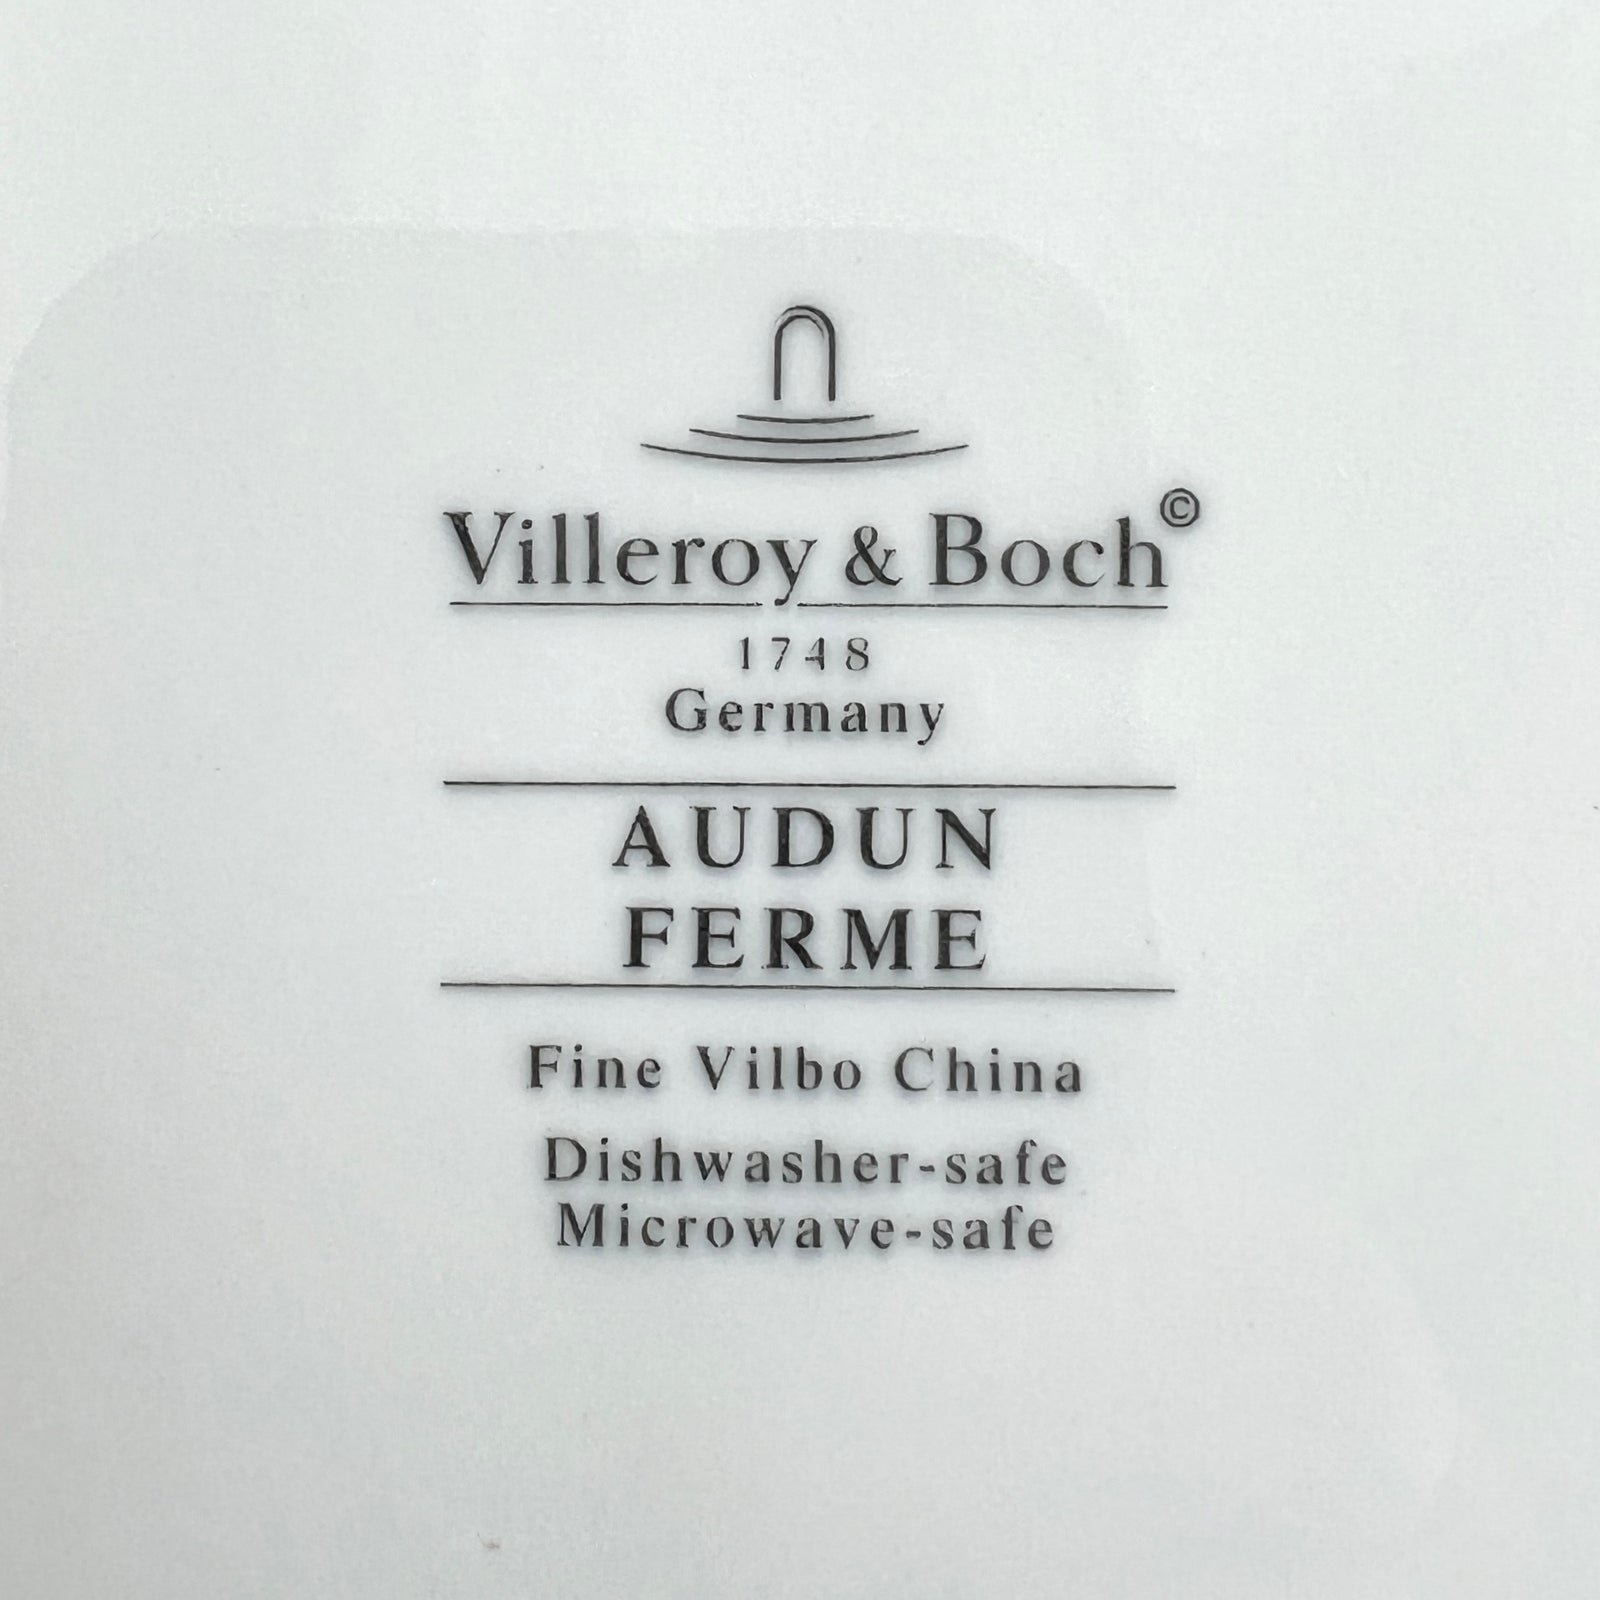 Villeroy & Boch©
1748
Germany
AUDUN
FERME
Fine Vilbo China
Dishwasher-safe
Microwave-safe